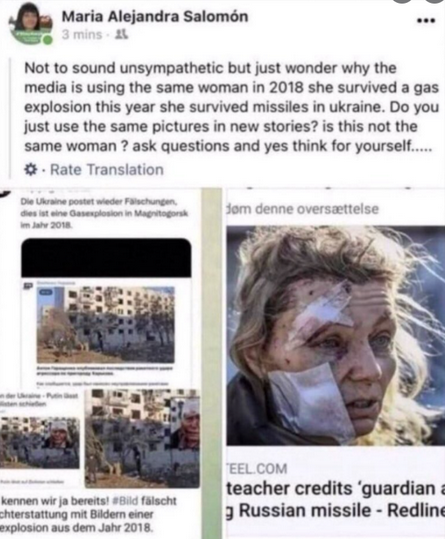 Maria Alejandra Salomón
3 mins ·
Not to sound unsympathetic but just wonder why the
media is using the same woman in 2018 she survived a gas
explosion this year she survived missiles in ukraine. Do you
just use the same pictures in new stories? is this not the
same woman ? ask questions and yes think for yourself.....
· Rate Translation
Die Ukraine postet wieder Fälschungen,
dies ist eine Gasexplosion in Magnitogorsk
im Jahr 2018.
n der Ukraine - Putin lässt
kennen wir ja bereits! #Bild fälscht
chterstattung mit Bildern einer
explosion aus dem Jahr 2018.
døm denne oversættelse
TEEL.COM
teacher credits 'guardian a
g Russian missile - Redline